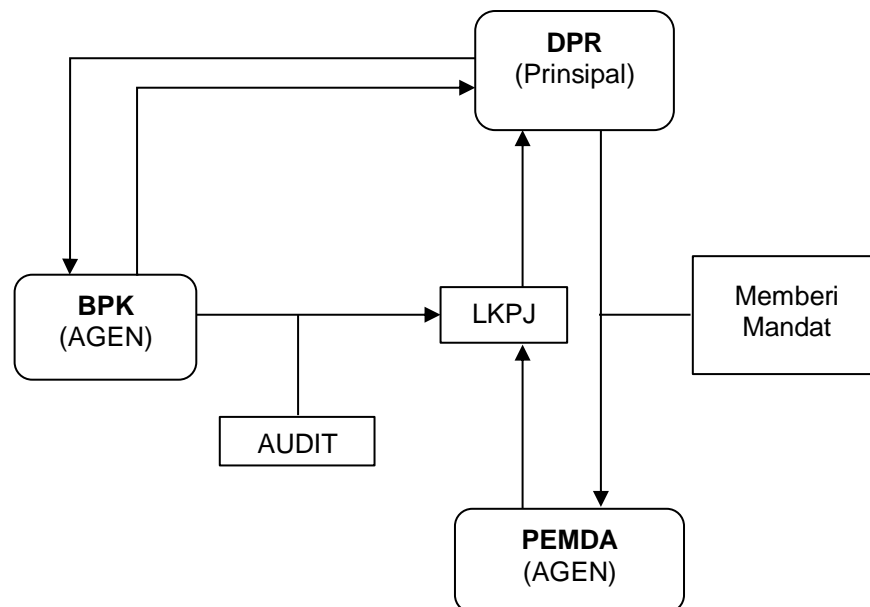 DPR
(Prinsipal)
BPK
(AGEN)
LKPJ
Memberi
Mandat
AUDIT
PEMDA
(AGEN)